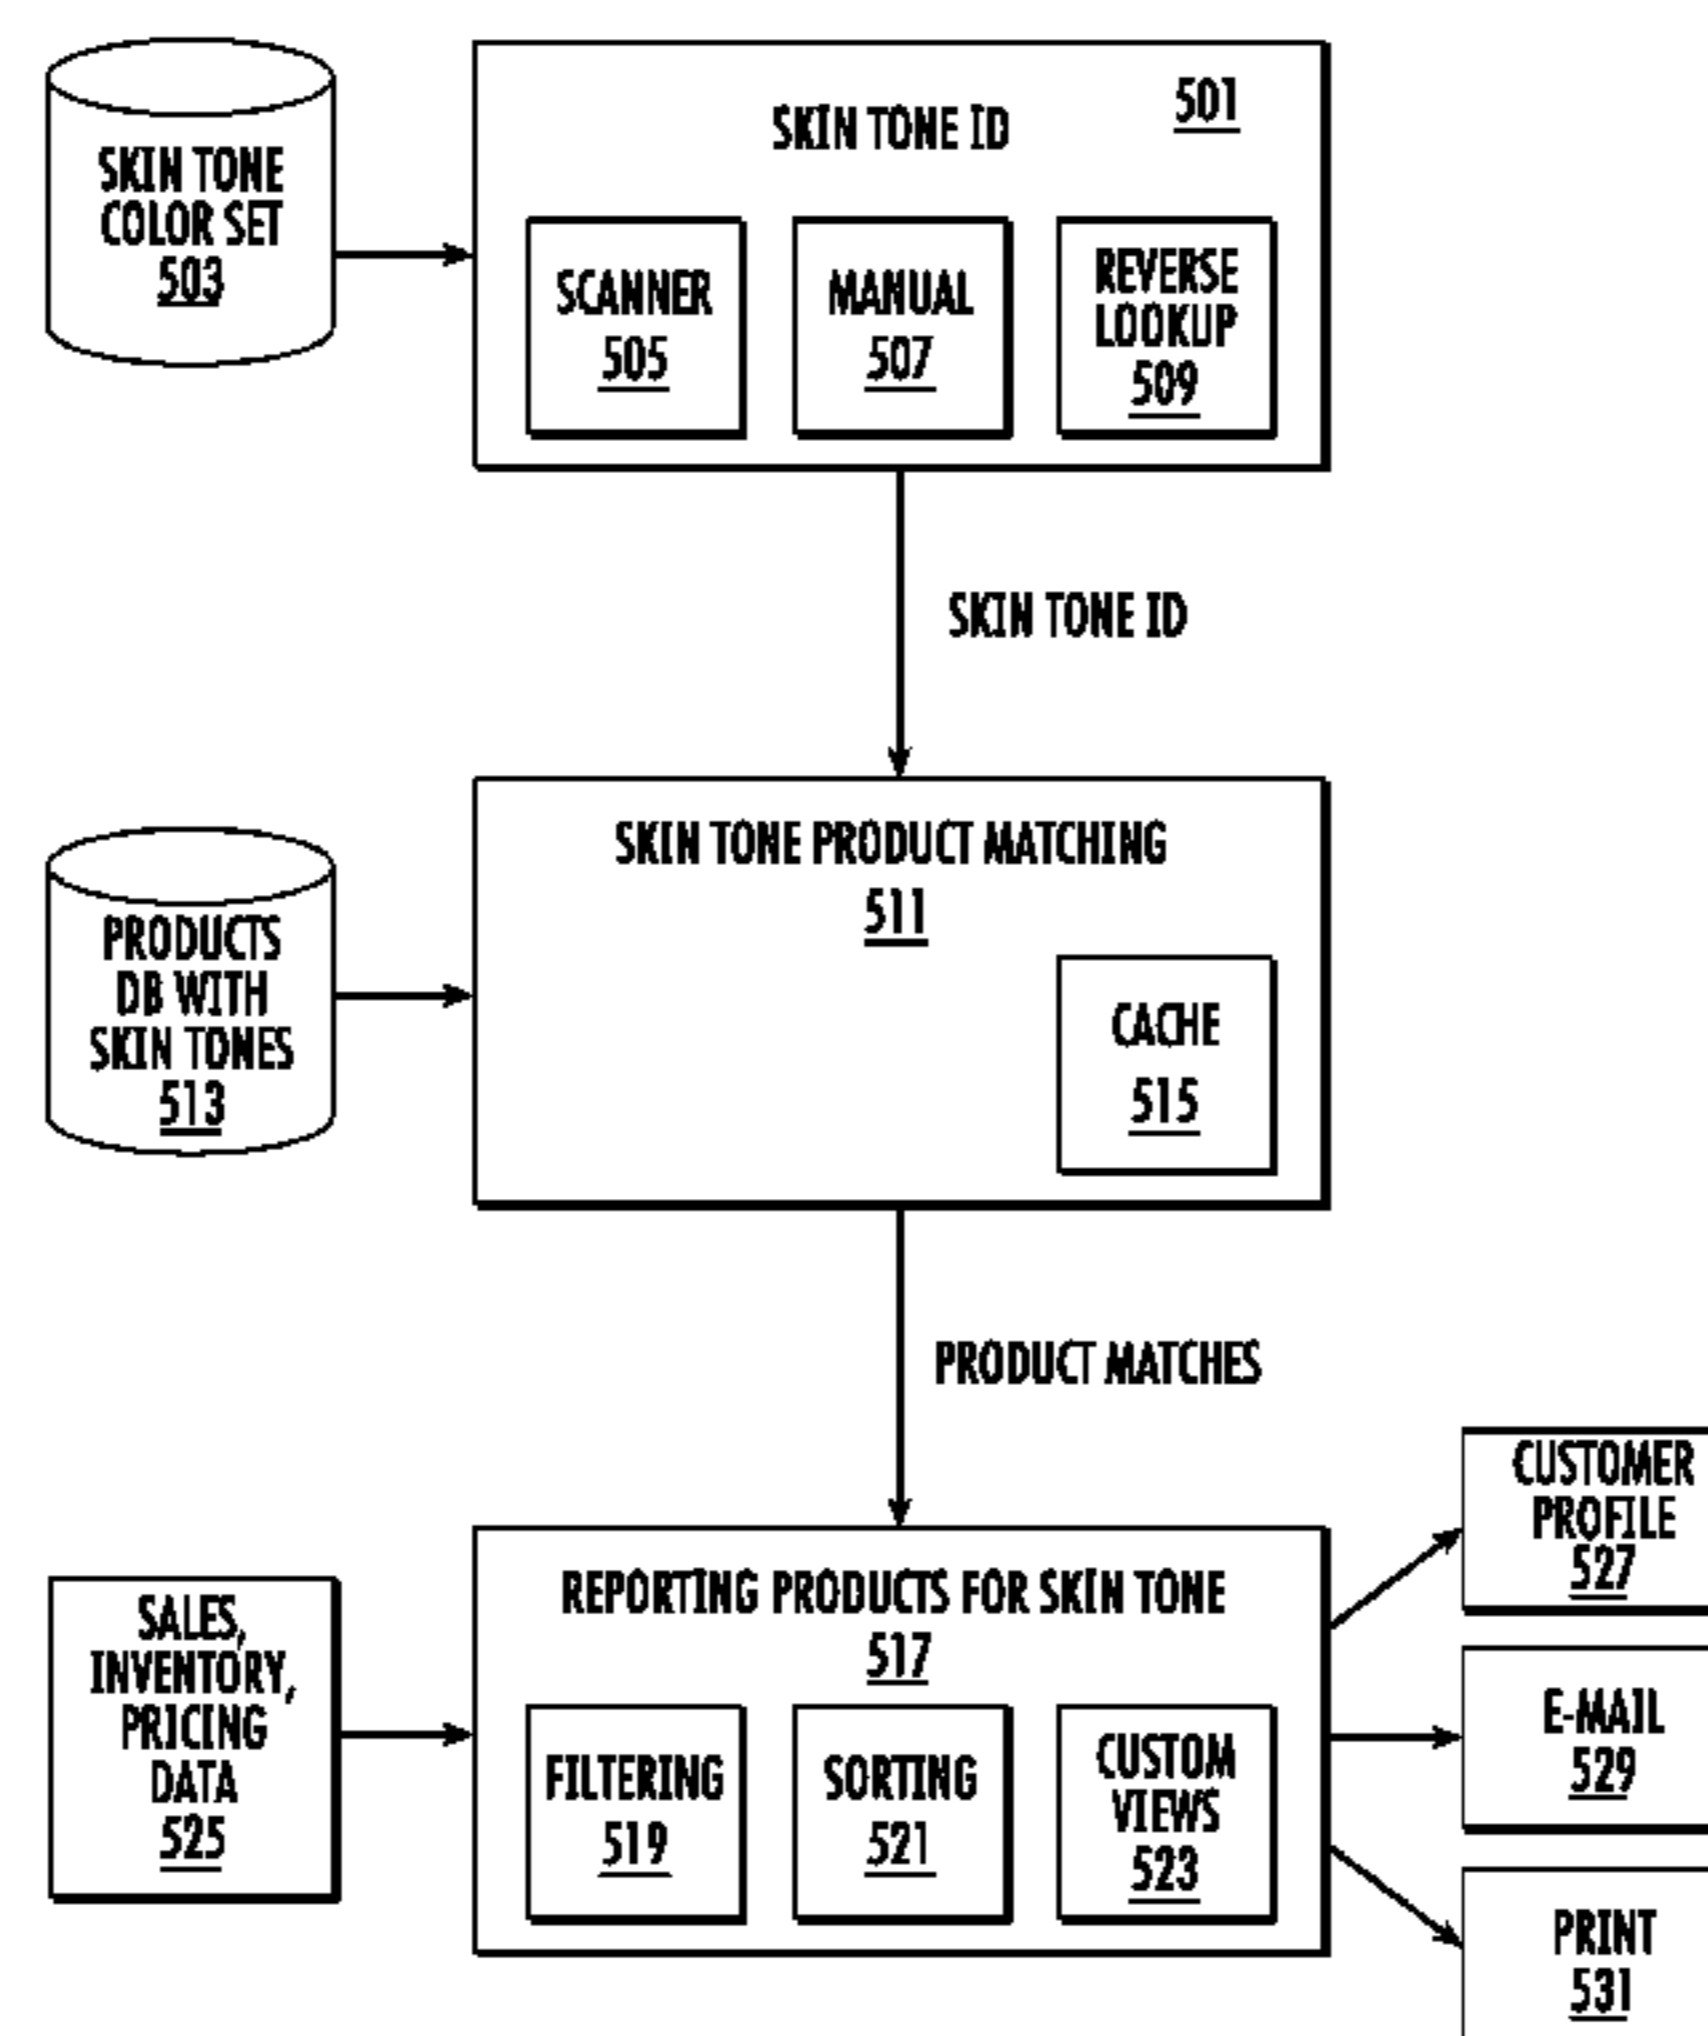 SKIN TONE
COLOR SET
503
SKIN TONE ID
501
SCANNER
505
MANUAL
507
REVERSE
LOOKUP
509
SKIN TONE ID
PRODUCTS
DB WITH
SKIN TONES
513
SKIN TONE PRODUCT MATCHING
511
CACHE
515
PRODUCT MATCHES
SALES,
INVENTORY,
PRICING
DATA
525
REPORTING PRODUCTS FOR SKIN TONE
517
FILTERING
519
SORTING
521
CUSTOM
VIEWS
523
CUSTOMER
PROFILE
527
E-MAIL
529
PRINT
531